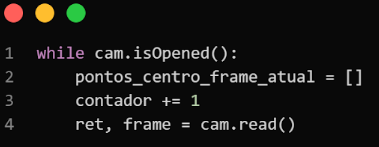 1 while cam.isOpened():
2     pontos_centro_frame_atual = []
3     contador += 1
4     ret, frame = cam.read()